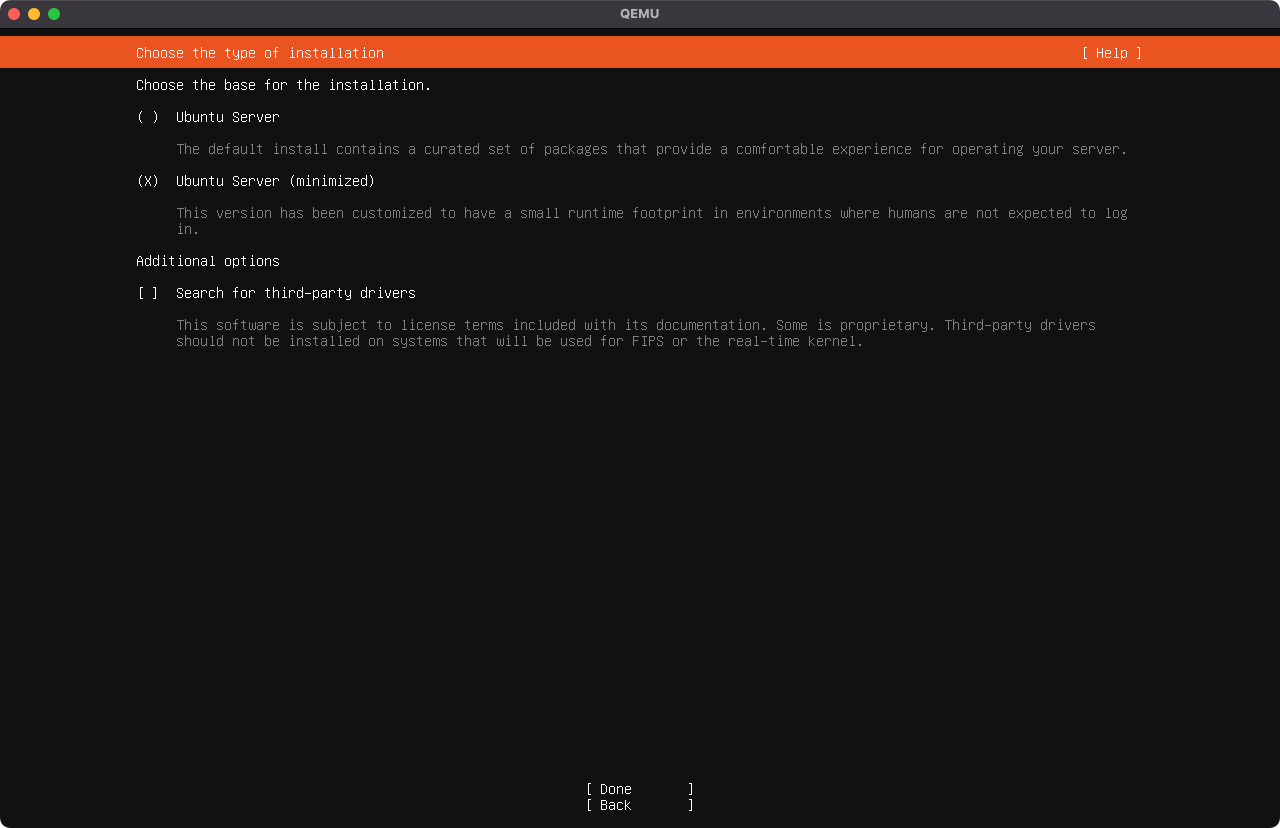 QEMU
Choose the type of installation [ Help ]
Choose the base for the installation.
( ) Ubuntu Server
The default install contains a curated set of packages that provide a comfortable experience for operating your server.
(X) Ubuntu Server (minimized)
This version has been customized to have a small runtime footprint in environments where humans are not expected to log
in.
Additional options
[ ] Search for third-party drivers
This software is subject to license terms included with its documentation. Some is proprietary. Third-party drivers
should not be installed on systems that will be used for FIPS or the real-time kernel.
[ Done ]
[ Back ]